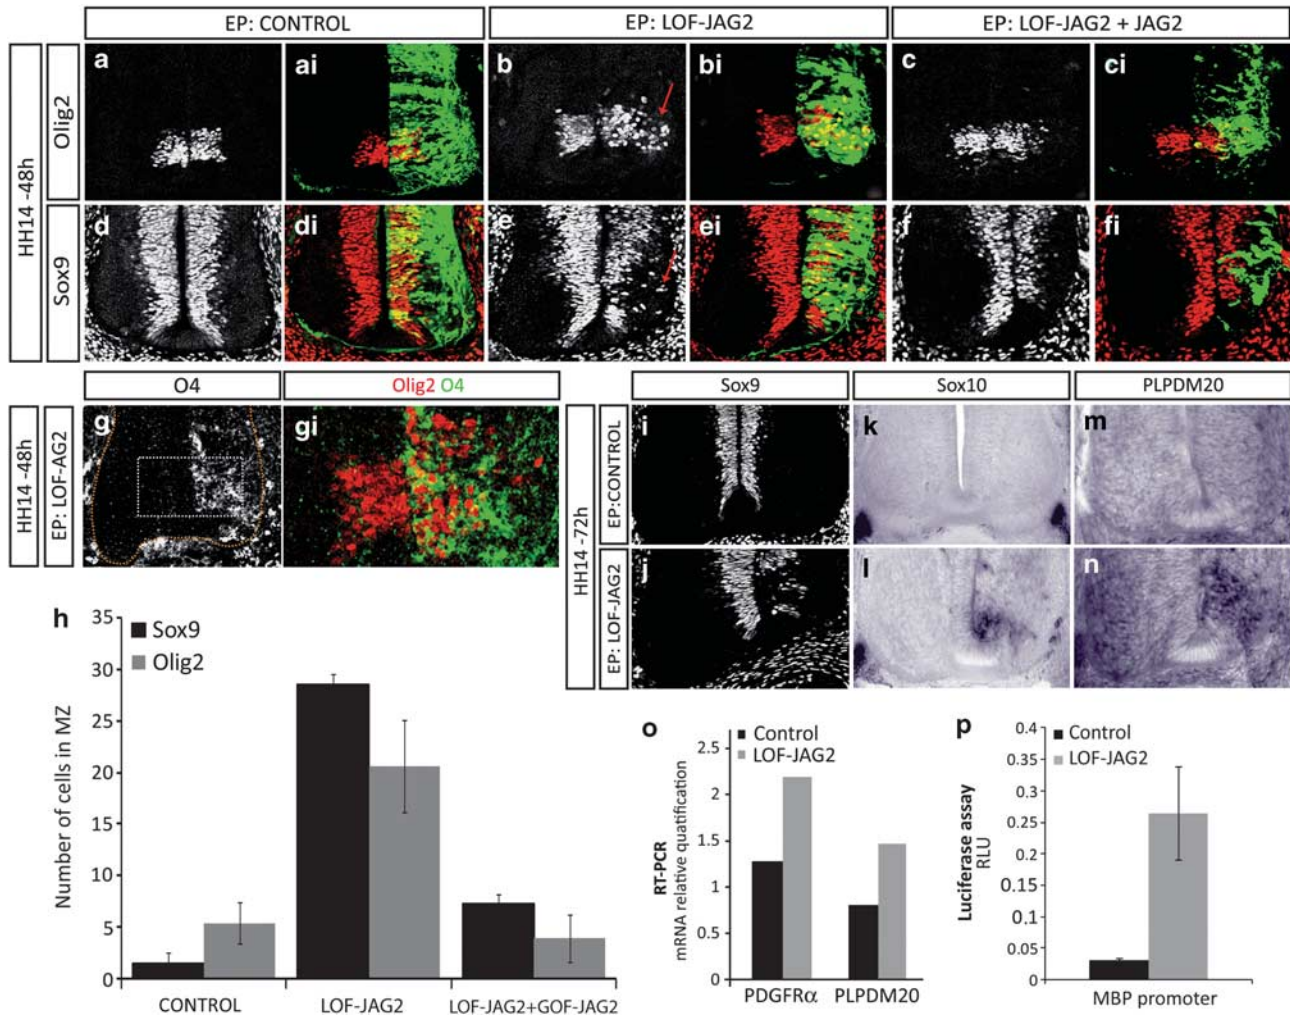 EP: CONTROL EP: LOF-JAG2 EP: LOF-JAG2 + JAG2
HH14 -48h
Olig2
a ai b bi c ci
Sox9
d di e ei f fi
O4 Olig2 O4
HH14 -48h
EP: LOF-AG2
g gi
Sox9 Sox10 PLPDM20
HH14 -72h
EP:CONTROL
i k m
EP: LOF-JAG2
j l n
h
Sox9
Olig2
Number of cells in MZ
35
30
25
20
15
10
5
0
CONTROL LOF-JAG2 LOF-JAG2+GOF-JAG2
o
Control
LOF-JAG2
RT-PCR
mRNA relative quatification
2.5
2
1.5
1
0.5
0
PDGFRα PLPDM20
p
Control
LOF-JAG2
Luciferase assay
RLU
0.4
0.35
0.3
0.25
0.2
0.15
0.1
0.05
0
MBP promoter